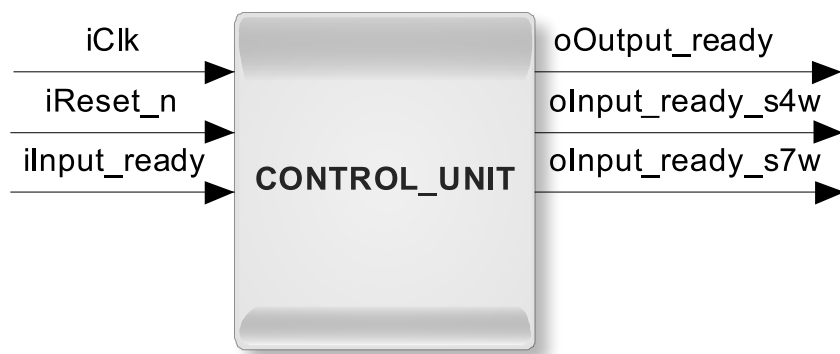 iClk
iReset_n
iInput_ready
CONTROL_UNIT
oOutput_ready
oInput_ready_s4w
oInput_ready_s7w